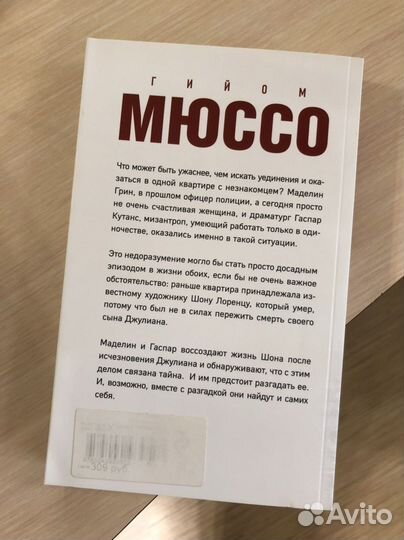 ГИЙОМ
МЮССО
Что может быть ужаснее, чем искать уединения и ока-
заться в одной квартире с незнакомцем? Маделин
Грин, в прошлом офицер полиции, а сегодня просто
не очень счастливая женщина, и драматург Гаспар
Кутанс, мизантроп, умеющий работать только в оди-
ночестве, оказались именно в такой ситуации.
Это недоразумение могло бы стать просто досадным
эпизодом в жизни обоих, если бы не очень важное
обстоятельство: раньше квартира принадлежала из-
вестному художнику Шону Лоренцу, который умер,
потому что был не в силах пережить смерть своего
сына Джулиана.
Маделин и Гаспар воссоздают жизнь Шона после
исчезновения Джулиана и обнаруживают, что с этим
делом связана тайна. И им предстоит разгадать ее.
И, возможно, вместе с разгадкой они найдут и самих
себя.
309 руб.
Avito